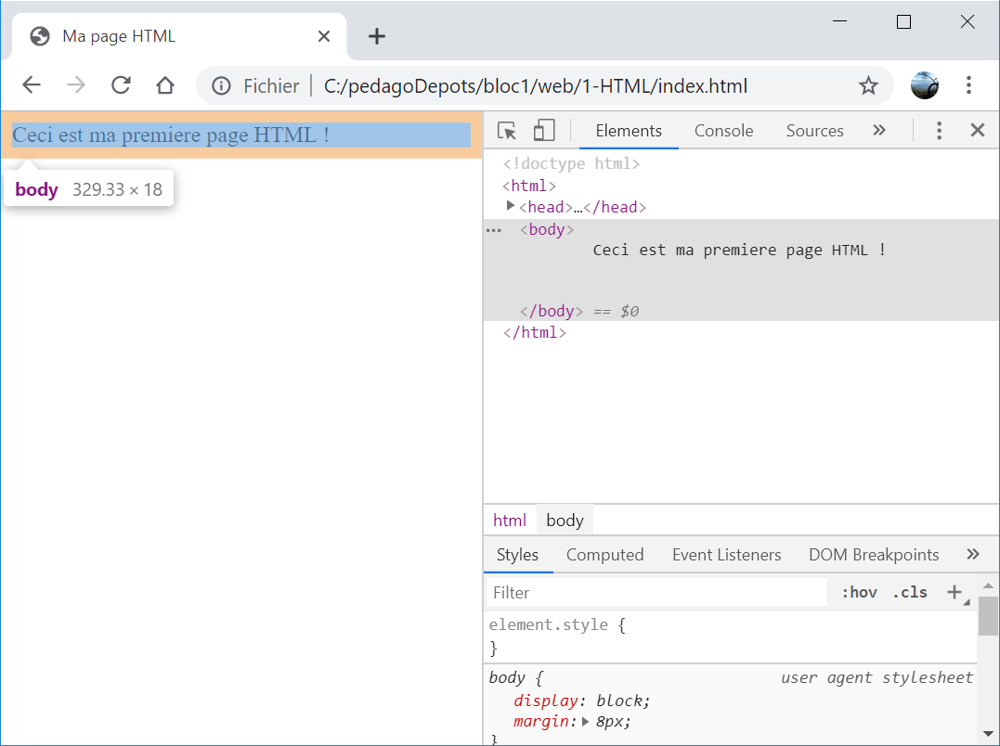 Ma page HTML
Fichier C:/pedagoDepots/bloc1/web/1-HTML/index.html
Ceci est ma premiere page HTML !
body 329.33 × 18
Elements Console Sources »
<!doctype html>
<html>
<head>…</head>
<body>
Ceci est ma premiere page HTML !
</body> == $0
</html>
html body
Styles Computed Event Listeners DOM Breakpoints »
Filter :hov .cls +
element.style {
}
body { user agent stylesheet
display: block;
margin: 8px;
}